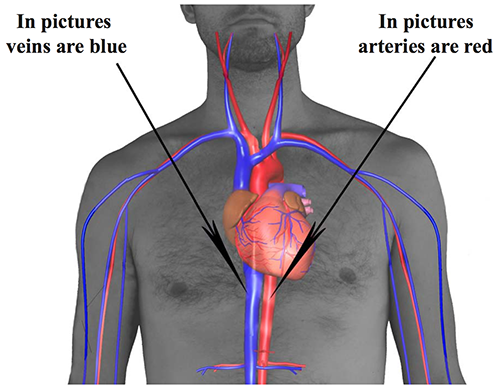 In pictures
veins are blue
In pictures
arteries are red